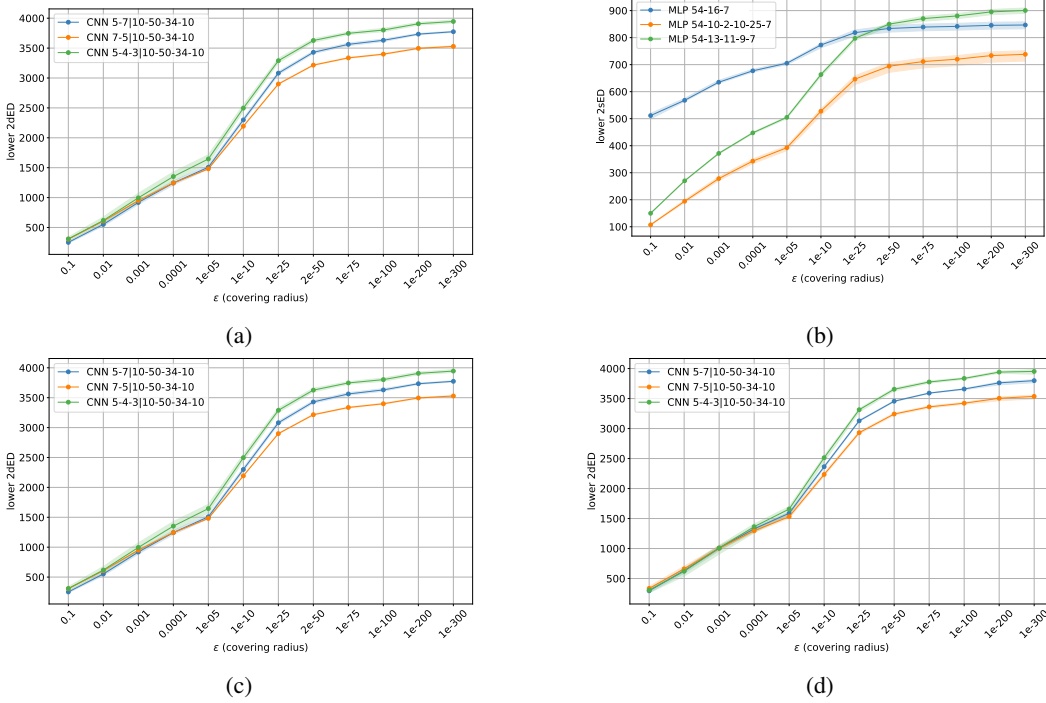 CNN 5-7|10-50-34-10
CNN 7-5|10-50-34-10
CNN 5-4-3|10-50-34-10
lower 2dED
4000
3500
3000
2500
2000
1500
1000
500
0.1
0.01
0.001
0.0001
1e-05
1e-10
1e-25
2e-50
1e-75
1e-100
1e-200
1e-300
ε (covering radius)
(a)
MLP 54-16-7
MLP 54-10-2-10-25-7
MLP 54-13-11-9-7
lower 2sED
900
800
700
600
500
400
300
200
100
0.1
0.01
0.001
0.0001
1e-05
1e-10
1e-25
2e-50
1e-75
1e-100
1e-200
1e-300
ε (covering radius)
(b)
CNN 5-7|10-50-34-10
CNN 7-5|10-50-34-10
CNN 5-4-3|10-50-34-10
lower 2dED
4000
3500
3000
2500
2000
1500
1000
500
0.1
0.01
0.001
0.0001
1e-05
1e-10
1e-25
2e-50
1e-75
1e-100
1e-200
1e-300
ε (covering radius)
(c)
CNN 5-7|10-50-34-10
CNN 7-5|10-50-34-10
CNN 5-4-3|10-50-34-10
lower 2dED
4000
3500
3000
2500
2000
1500
1000
500
0.1
0.01
0.001
0.0001
1e-05
1e-10
1e-25
2e-50
1e-75
1e-100
1e-200
1e-300
ε (covering radius)
(d)